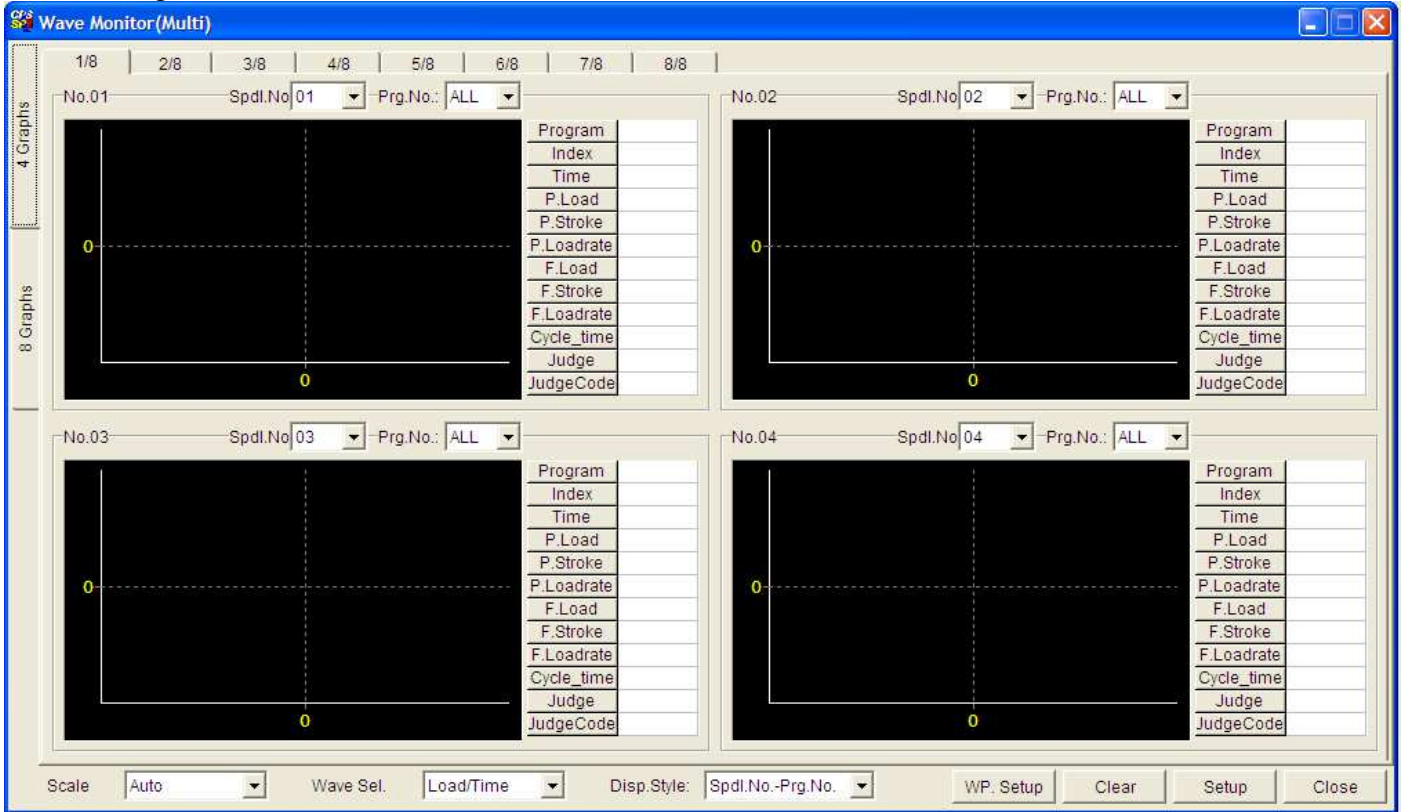 Wave Monitor(Multi)
1/8 2/8 3/8 4/8 5/8 6/8 7/8 8/8
4 Graphs
8 Graphs
No.01 Spdl.No 01 Prg.No.: ALL
Program
Index
Time
P.Load
P.Stroke
P.Loadrate
F.Load
F.Stroke
F.Loadrate
Cycle_time
Judge
JudgeCode
0
0
No.02 Spdl.No 02 Prg.No.: ALL
Program
Index
Time
P.Load
P.Stroke
P.Loadrate
F.Load
F.Stroke
F.Loadrate
Cycle_time
Judge
JudgeCode
0
0
No.03 Spdl.No 03 Prg.No.: ALL
Program
Index
Time
P.Load
P.Stroke
P.Loadrate
F.Load
F.Stroke
F.Loadrate
Cycle_time
Judge
JudgeCode
0
0
No.04 Spdl.No 04 Prg.No.: ALL
Program
Index
Time
P.Load
P.Stroke
P.Loadrate
F.Load
F.Stroke
F.Loadrate
Cycle_time
Judge
JudgeCode
0
0
Scale Auto Wave Sel. Load/Time Disp.Style: Spdl.No.-Prg.No. WP. Setup Clear Setup Close